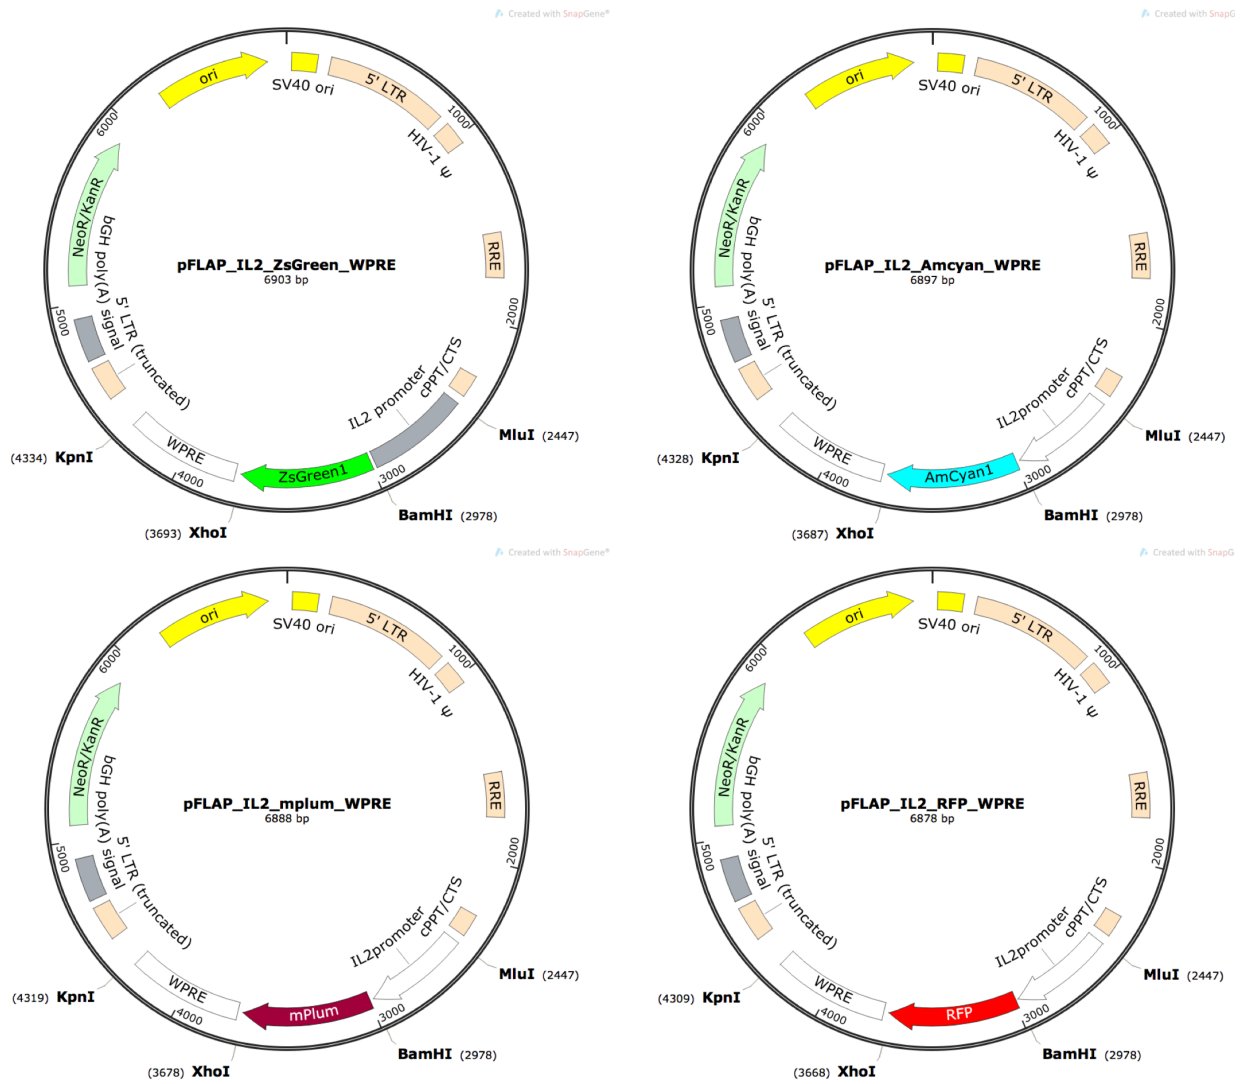 Created with SnapGene®
ori
SV40 ori
5' LTR
1000
HIV-1 Ψ
RRE
2000
cPPT/CTS
IL2 promoter
MluI (2447)
3000
BamHI (2978)
ZsGreen1
(3693) XhoI
4000
WPRE
(4334) KpnI
5' LTR (truncated)
bGH poly(A) signal
5000
NeoR/KanR
6000
pFLAP_IL2_ZsGreen_WPRE
6903 bp
Created with SnapG
ori
SV40 ori
5' LTR
1000
HIV-1 Ψ
RRE
2000
cPPT/CTS
IL2promoter
MluI (2447)
3000
BamHI (2978)
AmCyan1
(3687) XhoI
4000
WPRE
(4328) KpnI
5' LTR (truncated)
bGH poly(A) signal
5000
NeoR/KanR
6000
pFLAP_IL2_Amcyan_WPRE
6897 bp
Created with SnapGene®
ori
SV40 ori
5' LTR
1000
HIV-1 Ψ
RRE
2000
cPPT/CTS
IL2promoter
MluI (2447)
3000
BamHI (2978)
mPlum
(3678) XhoI
4000
WPRE
(4319) KpnI
5' LTR (truncated)
bGH poly(A) signal
5000
NeoR/KanR
6000
pFLAP_IL2_mplum_WPRE
6888 bp
Created with SnapG
ori
SV40 ori
5' LTR
1000
HIV-1 Ψ
RRE
2000
cPPT/CTS
IL2promoter
MluI (2447)
3000
BamHI (2978)
RFP
(3668) XhoI
4000
WPRE
(4309) KpnI
5' LTR (truncated)
bGH poly(A) signal
5000
NeoR/KanR
6000
pFLAP_IL2_RFP_WPRE
6878 bp